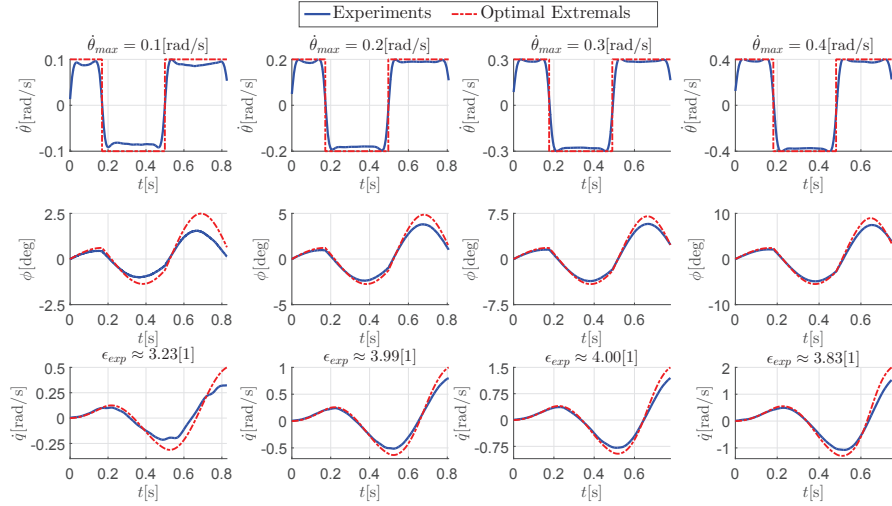 Experiments Optimal Extremals
θ̇max = 0.1[rad/s] θ̇max = 0.2[rad/s] θ̇max = 0.3[rad/s] θ̇max = 0.4[rad/s]
0.1 0.2 0.3 0.4
0 0 0 0
-0.1 -0.2 -0.3 -0.4
θ̇[rad/s] θ̇[rad/s] θ̇[rad/s] θ̇[rad/s]
0 0.2 0.4 0.6 0.8 0 0.2 0.4 0.6 0.8 0 0.2 0.4 0.6 0 0.2 0.4 0.6
t[s] t[s] t[s] t[s]
2.5 5 7.5 10
0 0 0 0
-2.5 -5 -7.5 -10
ϕ[deg] ϕ[deg] ϕ[deg] ϕ[deg]
0 0.2 0.4 0.6 0.8 0 0.2 0.4 0.6 0.8 0 0.2 0.4 0.6 0 0.2 0.4 0.6
t[s] t[s] t[s] t[s]
ϵexp ≈ 3.23[1] ϵexp ≈ 3.99[1] ϵexp ≈ 4.00[1] ϵexp ≈ 3.83[1]
0.5 1 1.5 2
0.25 0.5 0.75 1
0 0 0 0
-0.25 -0.5 -0.75 -1
q̇[rad/s] q̇[rad/s] q̇[rad/s] q̇[rad/s]
0 0.2 0.4 0.6 0.8 0 0.2 0.4 0.6 0.8 0 0.2 0.4 0.6 0 0.2 0.4 0.6
t[s] t[s] t[s] t[s]